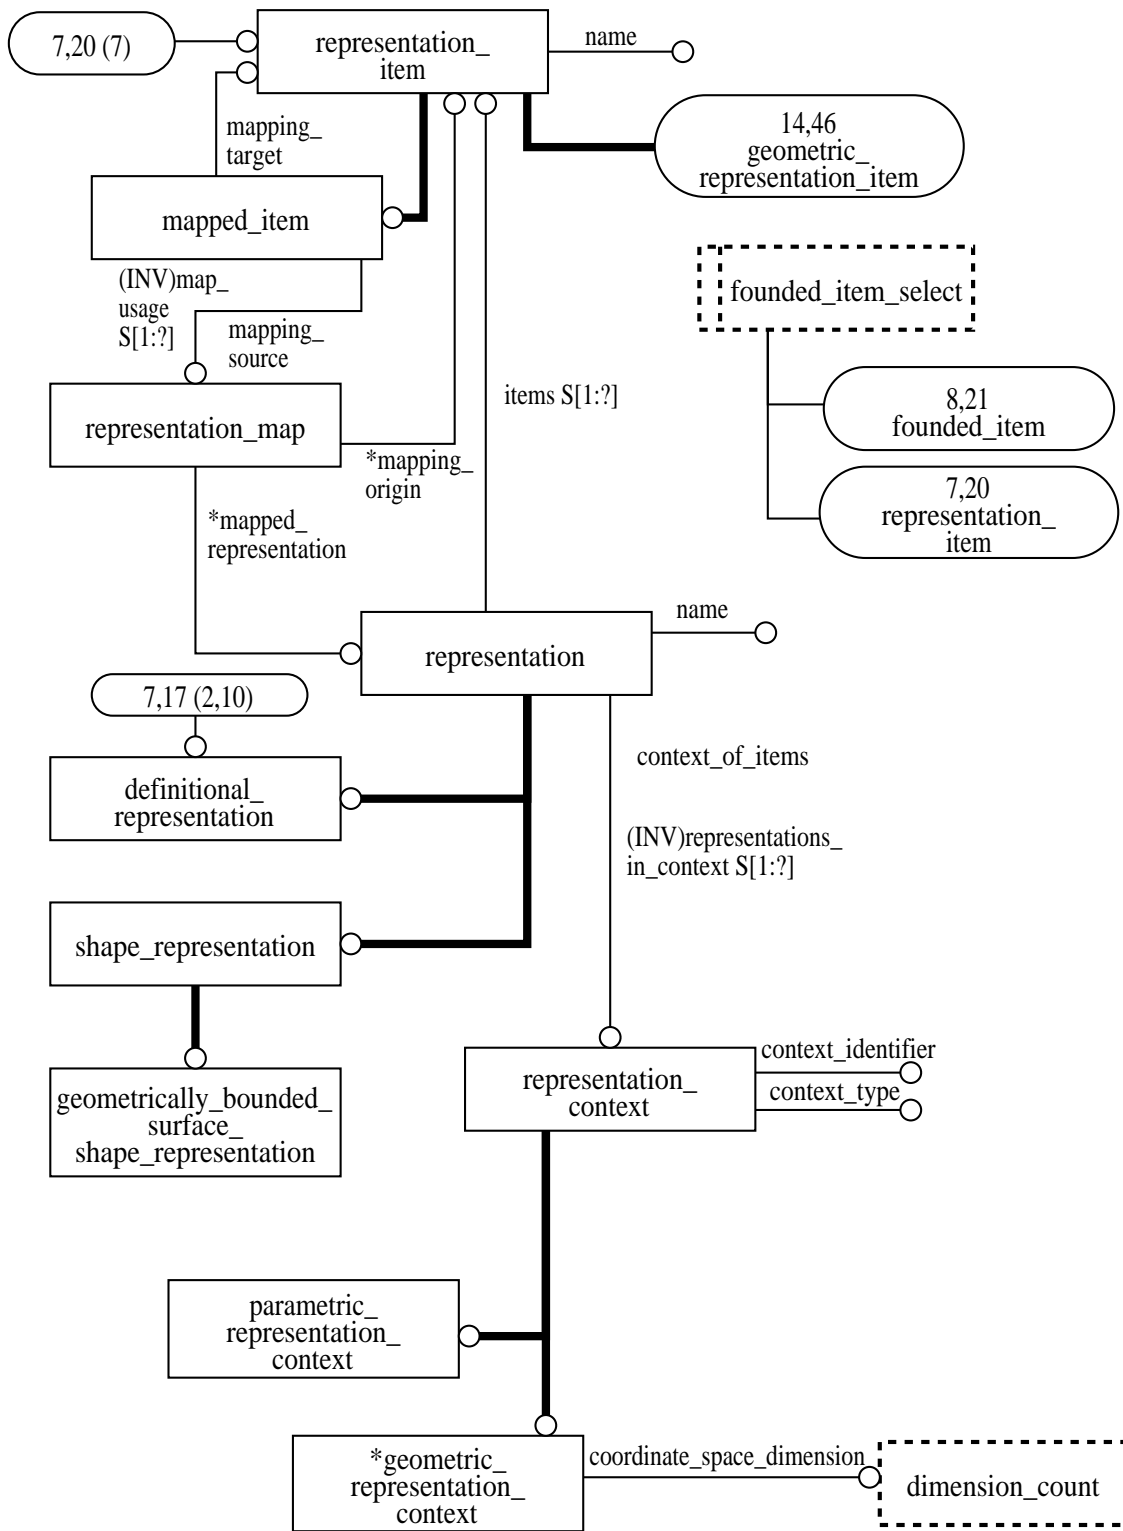 7,20 (7)
representation_
item
name
mapping_
target
14,46
geometric_
representation_item
mapped_item
founded_item_select
(INV)map_
usage
S[1:?]
mapping_
source
items S[1:?]
8,21
founded_item
representation_map
*mapping_
origin
7,20
representation_
item
*mapped_
representation
name
representation
7,17 (2,10)
context_of_items
definitional_
representation
(INV)representations_
in_context S[1:?]
shape_representation
context_identifier
representation_
context
context_type
geometrically_bounded_
surface_
shape_representation
parametric_
representation_
context
*geometric_
representation_
context
coordinate_space_dimension
dimension_count